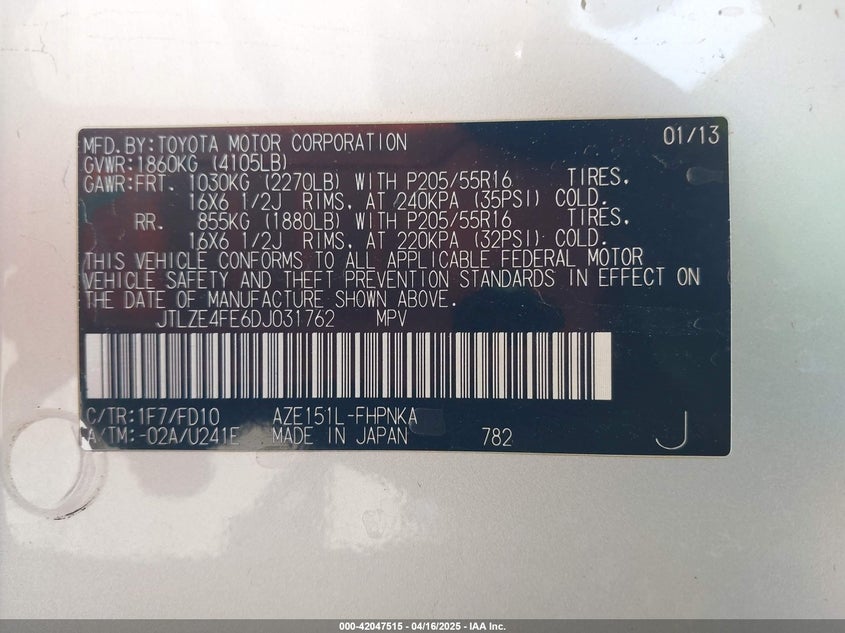 MFD.BY:TOYOTA MOTOR CORPORATION 01/13
GVWR:1860KG (4105LB)
GAWR:FRT. 1030KG (2270LB) WITH P205/55R16 TIRES.
16X6 1/2J RIMS. AT 240KPA (35PSI) COLD.
RR. 855KG (1880LB) WITH P205/55R16 TIRES.
16X6 1/2J RIMS. AT 220KPA (32PSI) COLD.
THIS VEHICLE CONFORMS TO ALL APPLICABLE FEDERAL MOTOR
VEHICLE SAFETY AND THEFT PREVENTION STANDARDS IN EFFECT ON
THE DATE OF MANUFACTURE SHOWN ABOVE.
JTLZE4FE6DJ031762 MPV
C/TR:1F7/FD10 AZE151L-FHPNKA
A/TM:-02A/U241E MADE IN JAPAN 782 J
000-42047515 - 04/16/2025 - IAA Inc.